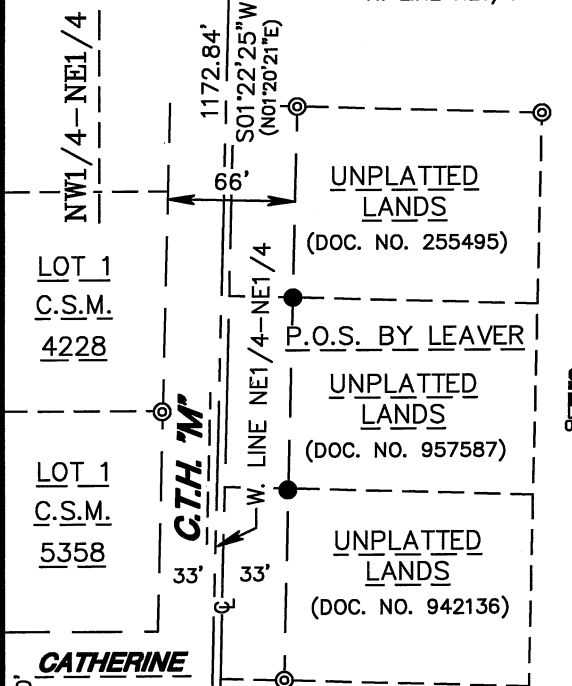 NW1/4-NE1/4
1172.84'
S01°22'25"W
(N01°20'21"E)
66'
UNPLATTED
LANDS
(DOC. NO. 255495)
LOT 1
C.S.M.
4228
W. LINE NE1/4-NE1/4
P.O.S. BY LEAVER
UNPLATTED
LANDS
(DOC. NO. 957587)
C.T.H. "M"
LOT 1
C.S.M.
5358
33'
33'
UNPLATTED
LANDS
(DOC. NO. 942136)
CATHERINE